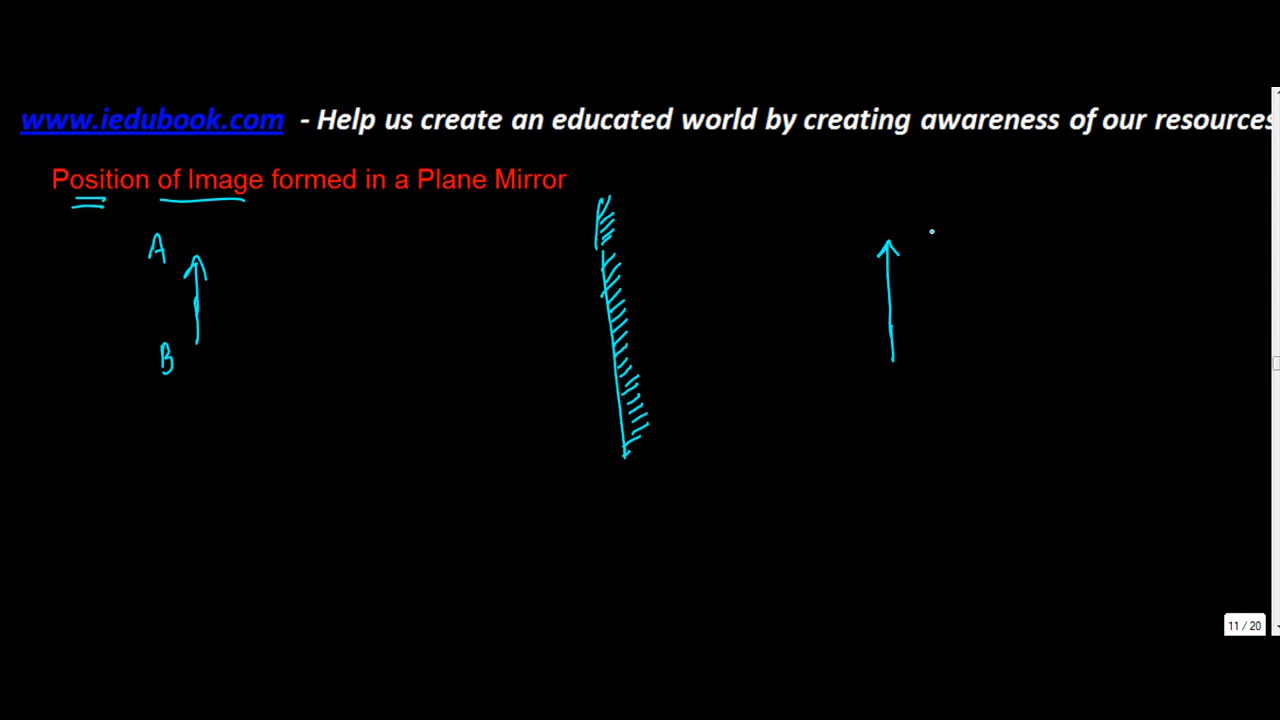 www.iedubook.com - Help us create an educated world by creating awareness of our resources
Position of Image formed in a Plane Mirror
A
B
11 / 20